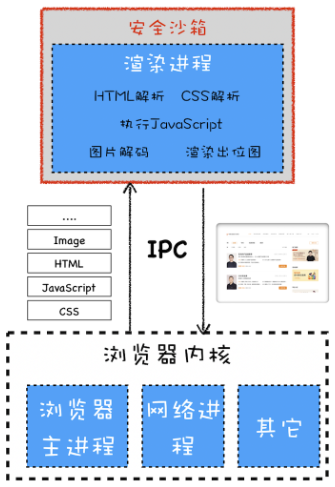 安全沙箱
渲染进程
HTML解析 CSS解析
执行JavaScript
图片解码 渲染出位图
....
Image
HTML
JavaScript
CSS
IPC
浏览器内核
浏览器
主进程
网络进
程
其它